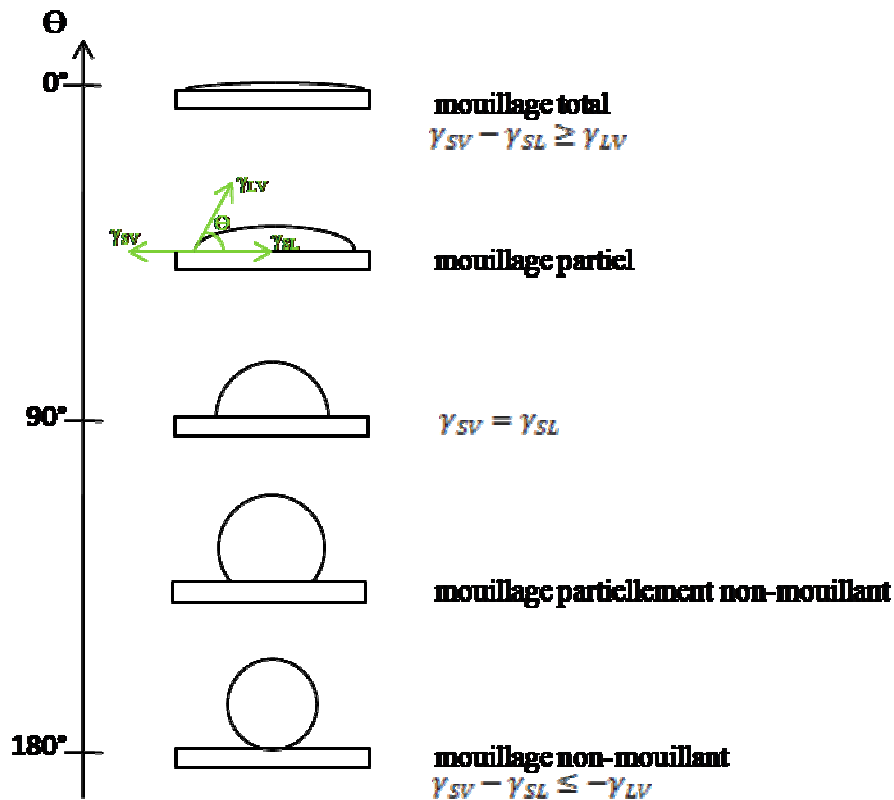 Θ
0°
mouillage total
γSV − γSL ≥ γLV
γLV
Θ
γSV
γSL
mouillage partiel
90°
γSV = γSL
mouillage partiellement non-mouillant
180°
mouillage non-mouillant
γSV − γSL ≤ −γLV